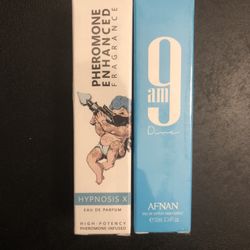 PHEROMONE
ENHANCED
FRAGRANCE
HYPNOSIS X
EAU DE PARFUM
HIGH-POTENCY
PHEROMONE INFUSED
9
am
Dive
AFNAN